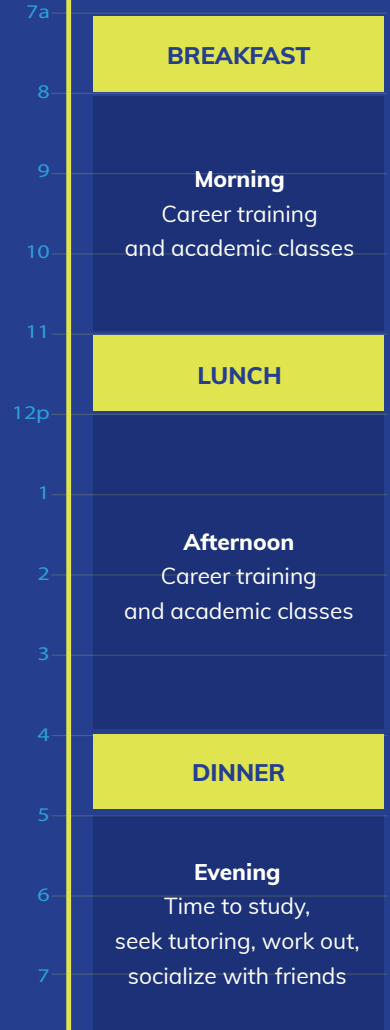 7a
BREAKFAST
8
9
Morning
Career training
10
and academic classes
11
LUNCH
12p
1
Afternoon
2
Career training
and academic classes
3
4
DINNER
5
Evening
6
Time to study,
seek tutoring, work out,
7
socialize with friends